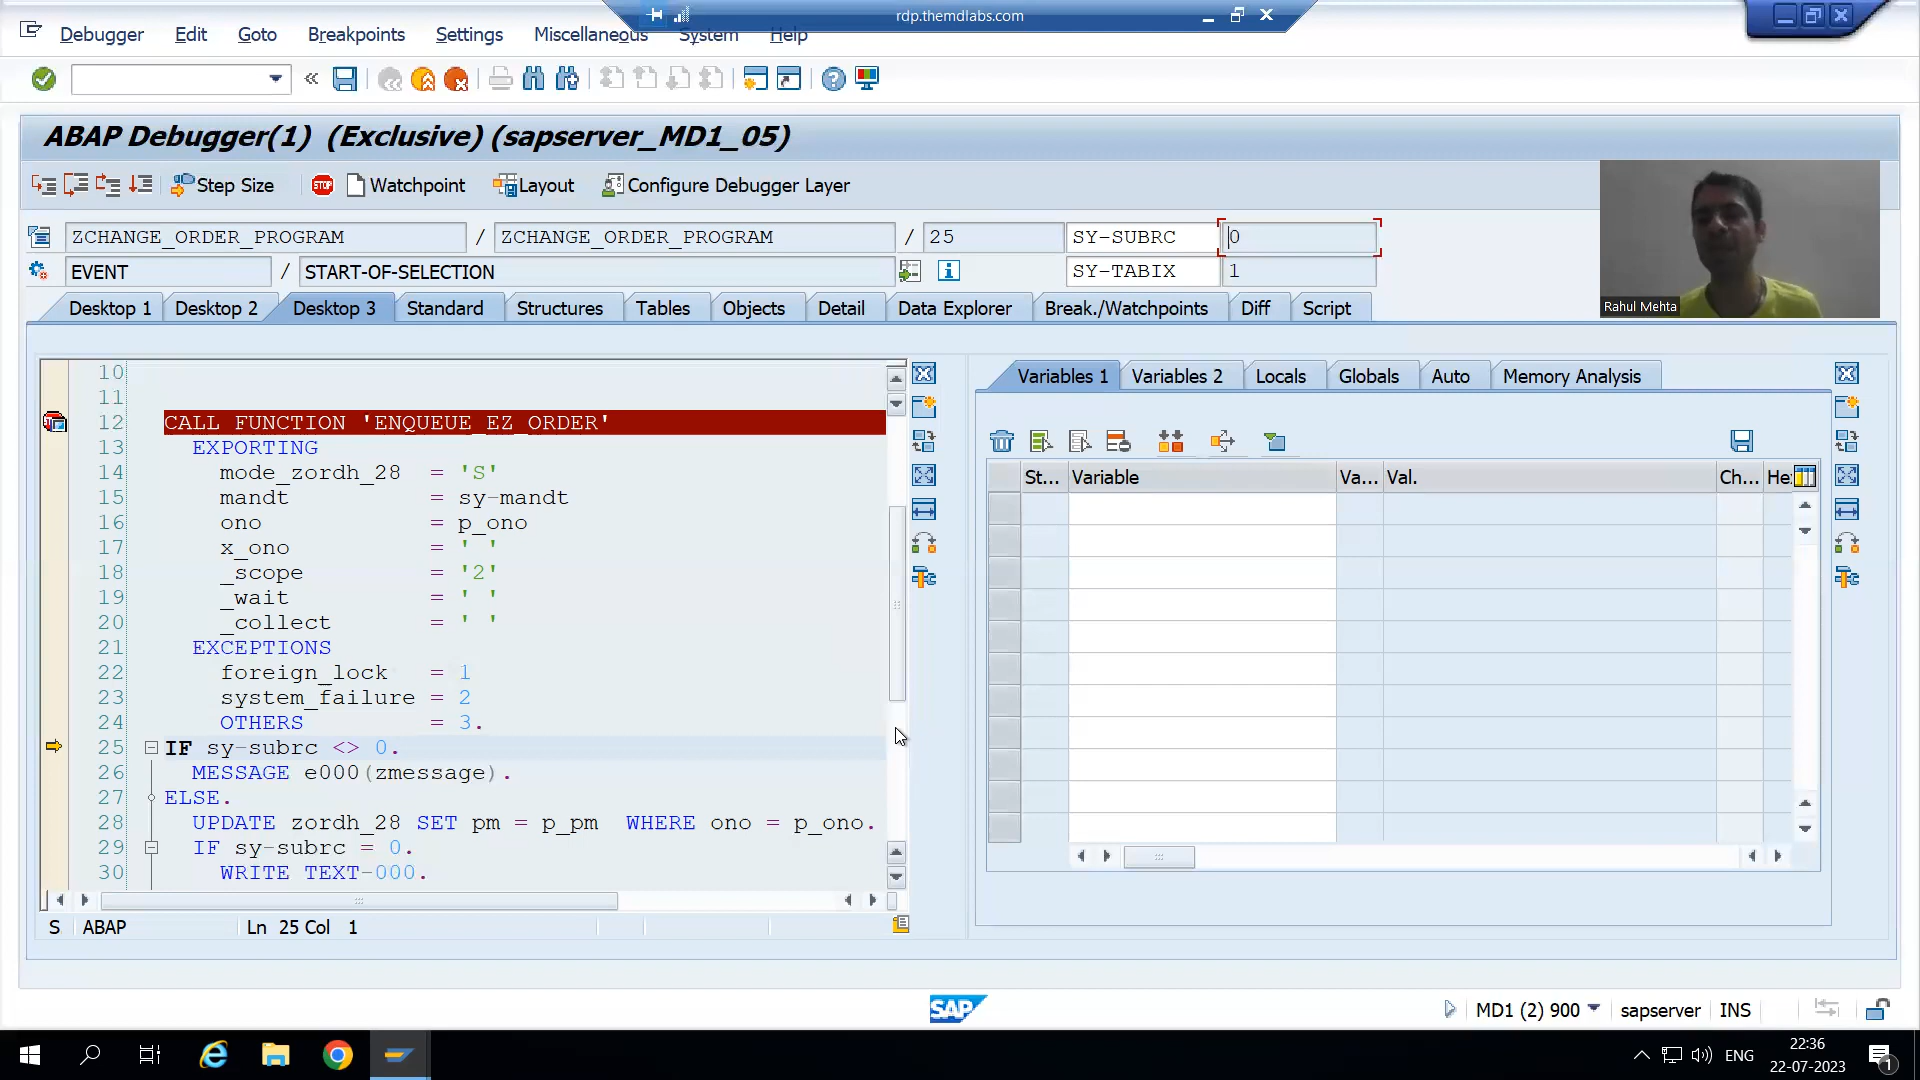 rdp.themdlabs.com
Debugger Edit Goto Breakpoints Settings Miscellaneous System Help
ABAP Debugger(1) (Exclusive) (sapserver_MD1_05)
Step Size STOP Watchpoint Layout Configure Debugger Layer
ZCHANGE_ORDER_PROGRAM / ZCHANGE_ORDER_PROGRAM / 25 SY-SUBRC 0
EVENT / START-OF-SELECTION SY-TABIX 1
Rahul Mehta
Desktop 1 Desktop 2 Desktop 3 Standard Structures Tables Objects Detail Data Explorer Break./Watchpoints Diff Script
Variables 1 Variables 2 Locals Globals Auto Memory Analysis
St... Variable Va... Val. Ch... He
10
11
12 CALL FUNCTION 'ENQUEUE_EZ_ORDER'
13 EXPORTING
14 mode_zordh_28 = 'S'
15 mandt = sy-mandt
16 ono = p_ono
17 x_ono = ' '
18 _scope = '2'
19 _wait = ' '
20 _collect = ' '
21 EXCEPTIONS
22 foreign_lock = 1
23 system_failure = 2
24 OTHERS = 3.
25 IF sy-subrc <> 0.
26 MESSAGE e000(zmessage).
27 ELSE.
28 UPDATE zordh_28 SET pm = p_pm WHERE ono = p_ono.
29 IF sy-subrc = 0.
30 WRITE TEXT-000.
S ABAP Ln 25 Col 1
SAP MD1 (2) 900 sapserver INS
ENG 22:36
22-07-2023
1